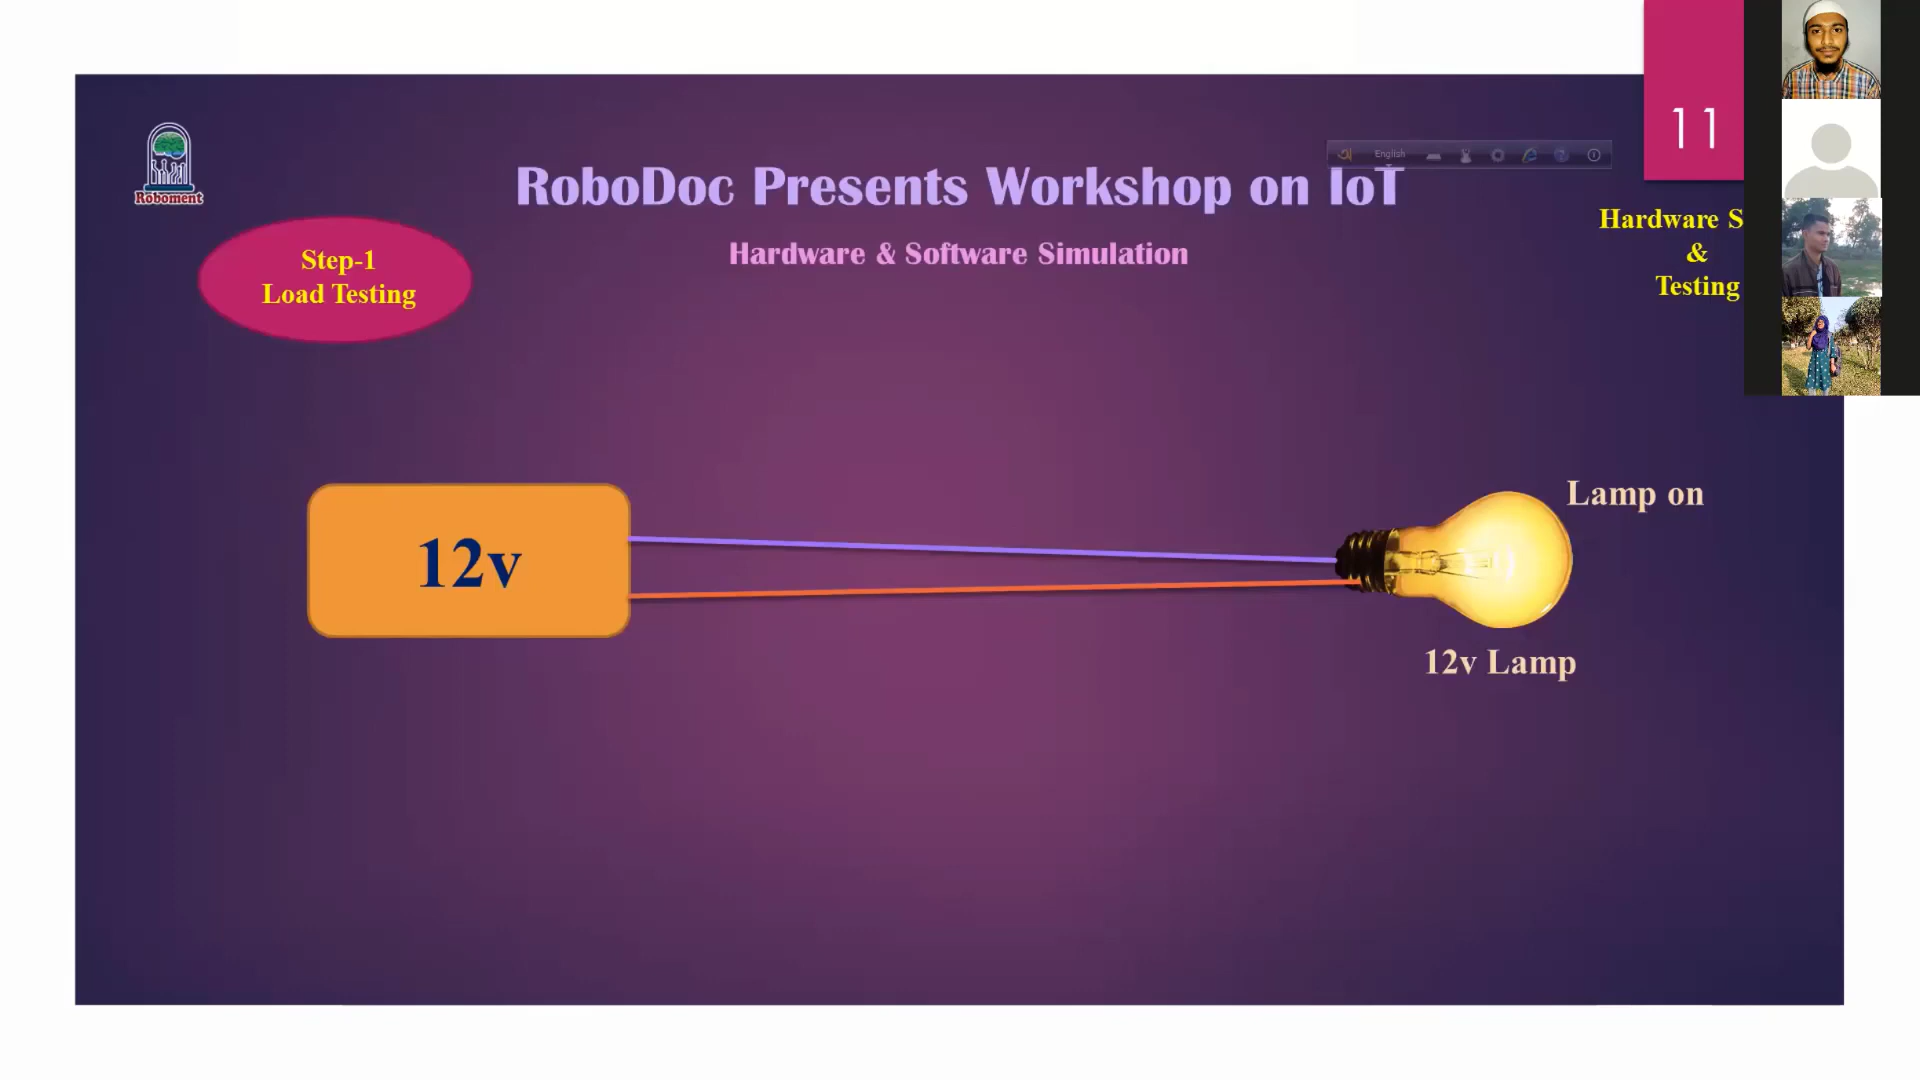 11
RoboDoc Presents Workshop on IoT
Hardware & Software Simulation
Roboment
Step-1
Load Testing
English
Hardware S
&
Testing
12v
Lamp on
12v Lamp